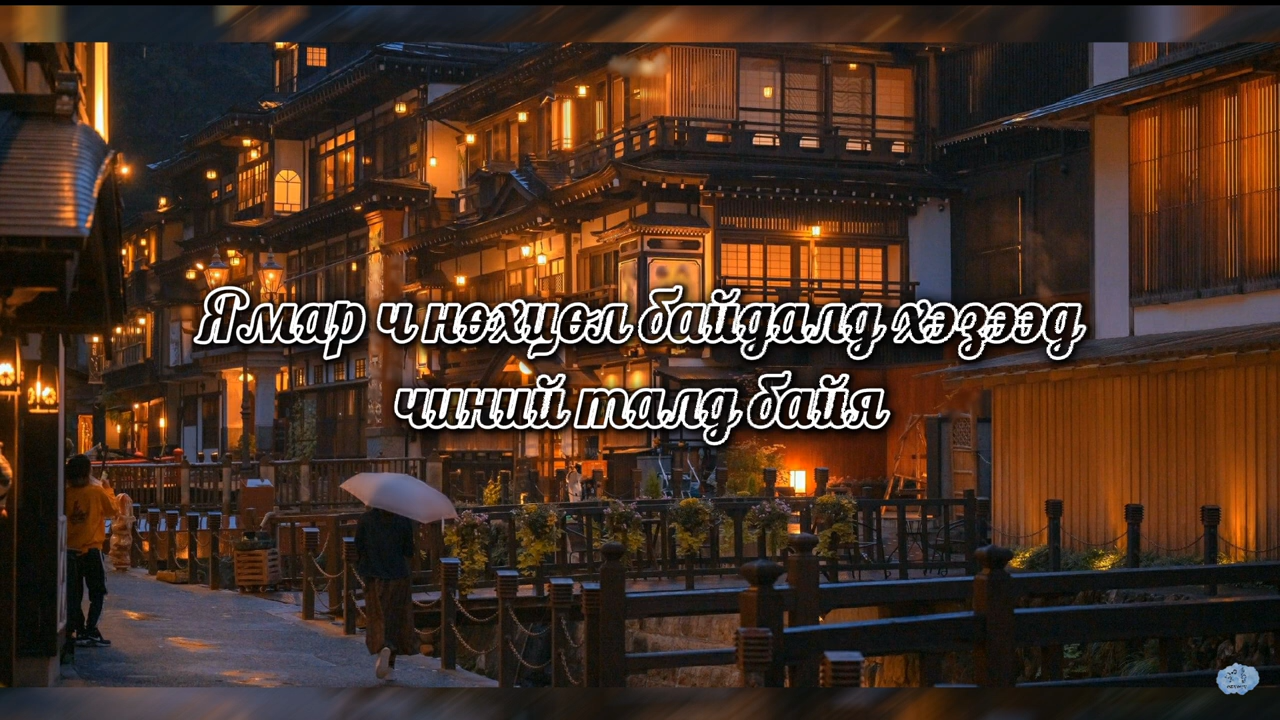 Ямар ч нөхцөл байдалд хэзээд
чиний талд байя